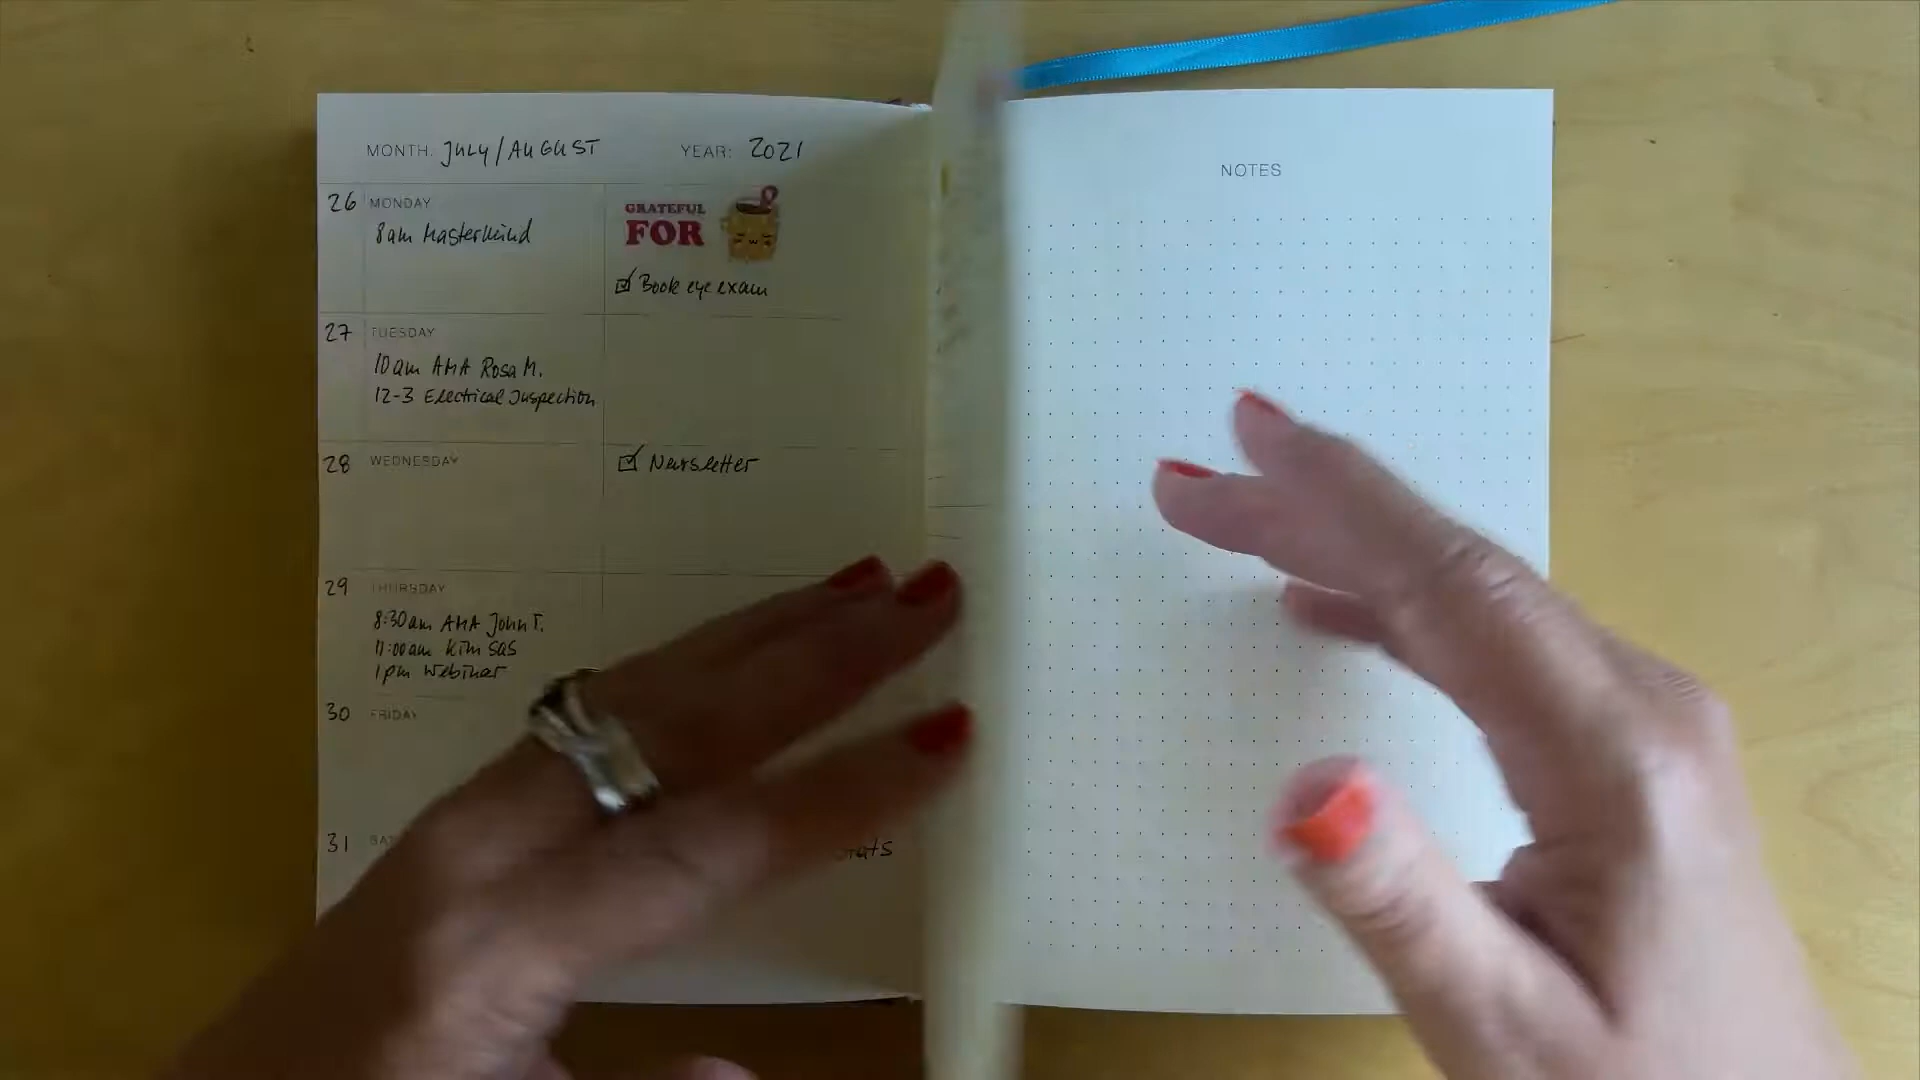 MONTH: JULY/AUGUST YEAR: 2021
NOTES
26 MONDAY
8am Mastermind
GRATEFUL
FOR
Book eye exam
27 TUESDAY
10am AMA Rosa M.
12-3 Electrical Inspection
28 WEDNESDAY
Newsletter
29 THURSDAY
8:30am AMA John T.
11:00am Kim SAS
1pm Webinar
30 FRIDAY
31